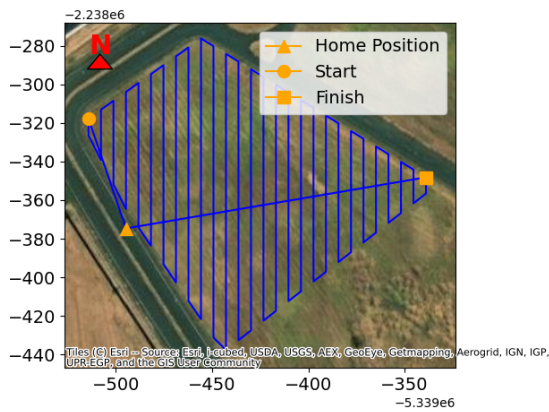 −2.238e6
N
Home Position
Start
Finish
−280
−300
−320
−340
−360
−380
−400
−420
−440
Tiles (C) Esri -- Source: Esri, i-cubed, USDA, USGS, AEX, GeoEye, Getmapping, Aerogrid, IGN, IGP,
UPR-EGP, and the GIS User Community
−500
−450
−400
−350
−5.339e6